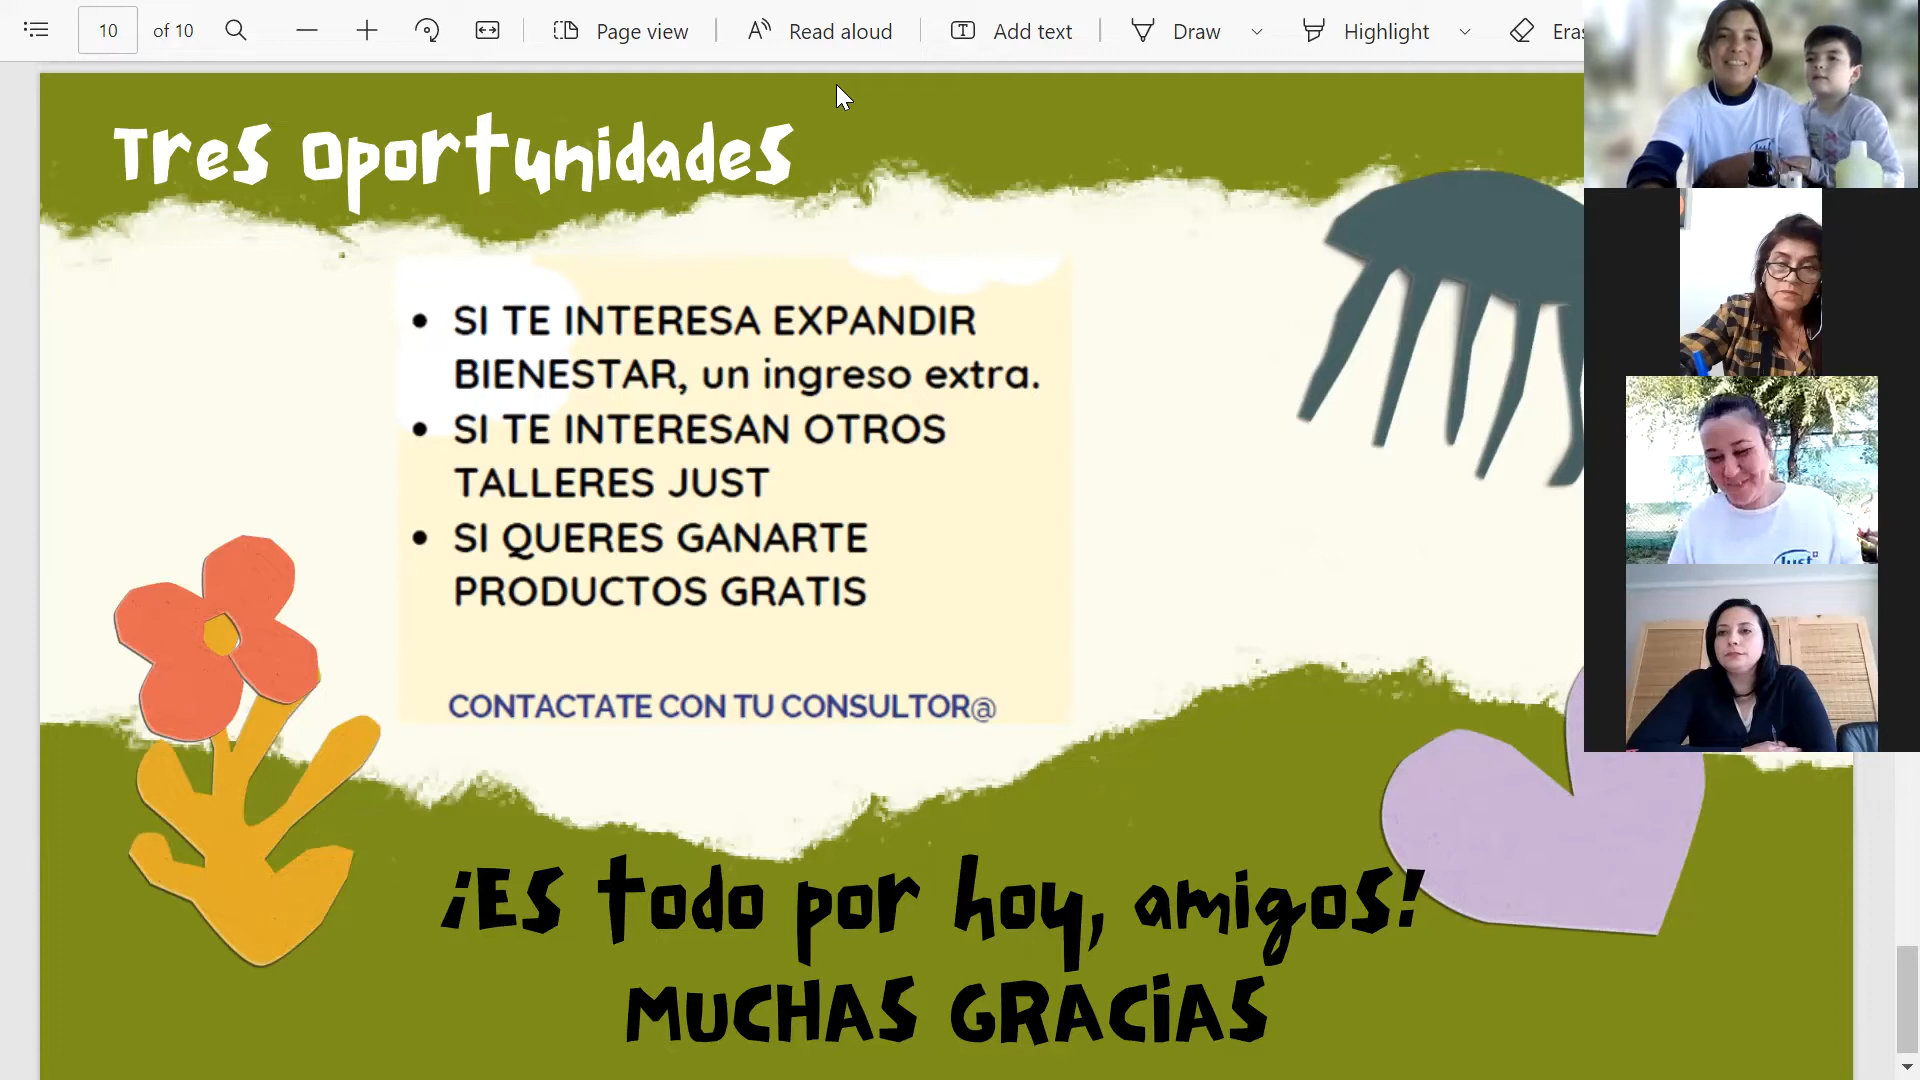 10 of 10 Page view Read aloud Add text Draw Highlight Eras
Tres Oportunidades
• SI TE INTERESA EXPANDIR
BIENESTAR, un ingreso extra.
• SI TE INTERESAN OTROS
TALLERES JUST
• SI QUERES GANARTE
PRODUCTOS GRATIS
CONTACTATE CON TU CONSULTOR@
¡Es todo por hoy, amigos!
MUCHAS GRACIAS
Just